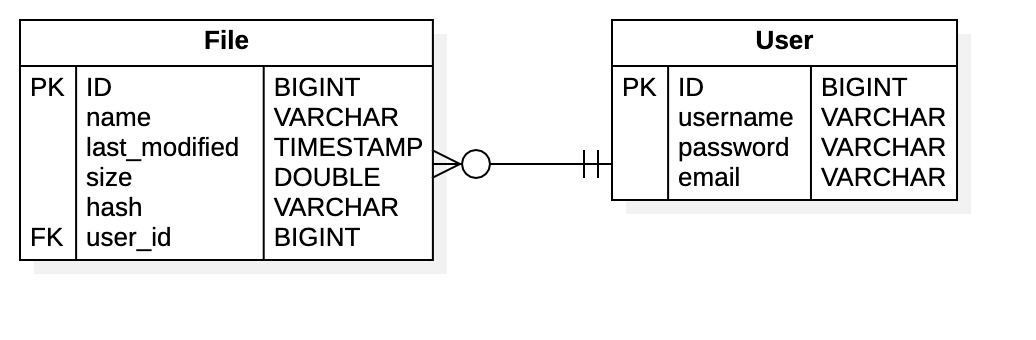 File
PK ID BIGINT
name VARCHAR
last_modified TIMESTAMP
size DOUBLE
hash VARCHAR
FK user_id BIGINT
User
PK ID BIGINT
username VARCHAR
password VARCHAR
email VARCHAR